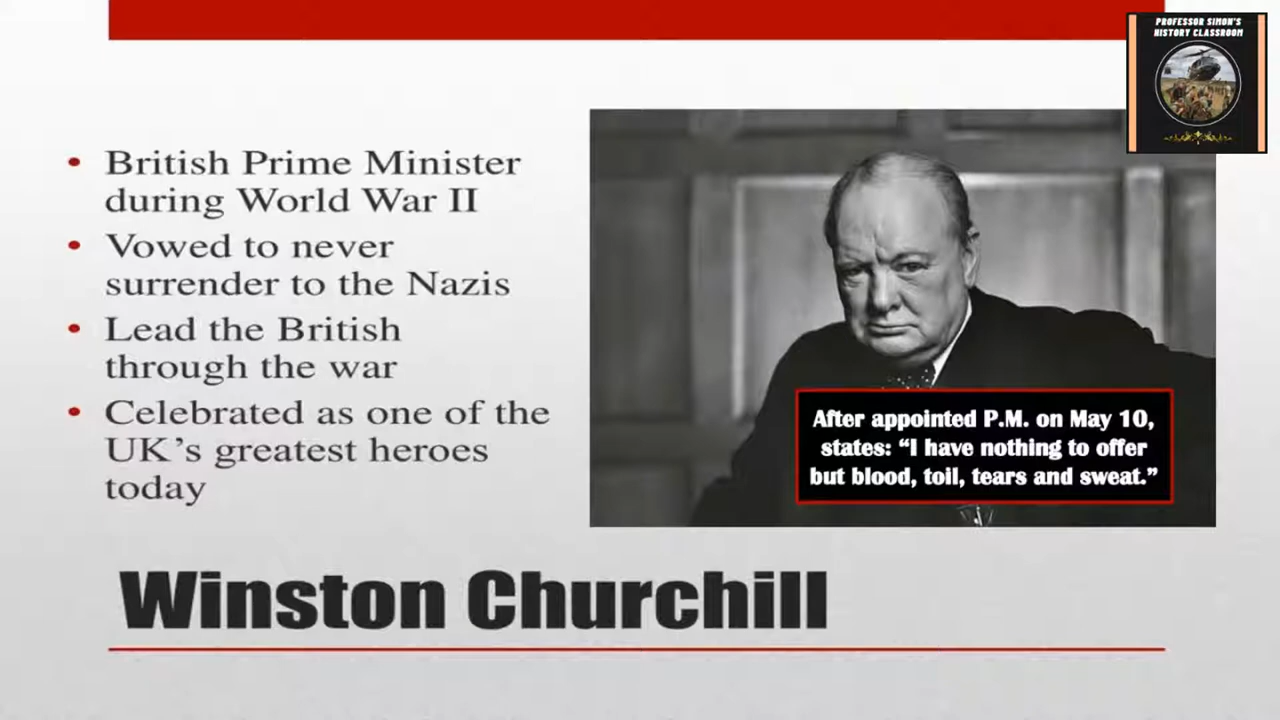 PROFESSOR SIMON'S
HISTORY CLASSROOM
• British Prime Minister
during World War II
• Vowed to never
surrender to the Nazis
• Lead the British
through the war
• Celebrated as one of the
UK's greatest heroes
today
After appointed P.M. on May 10,
states: “I have nothing to offer
but blood, toil, tears and sweat.”
Winston Churchill